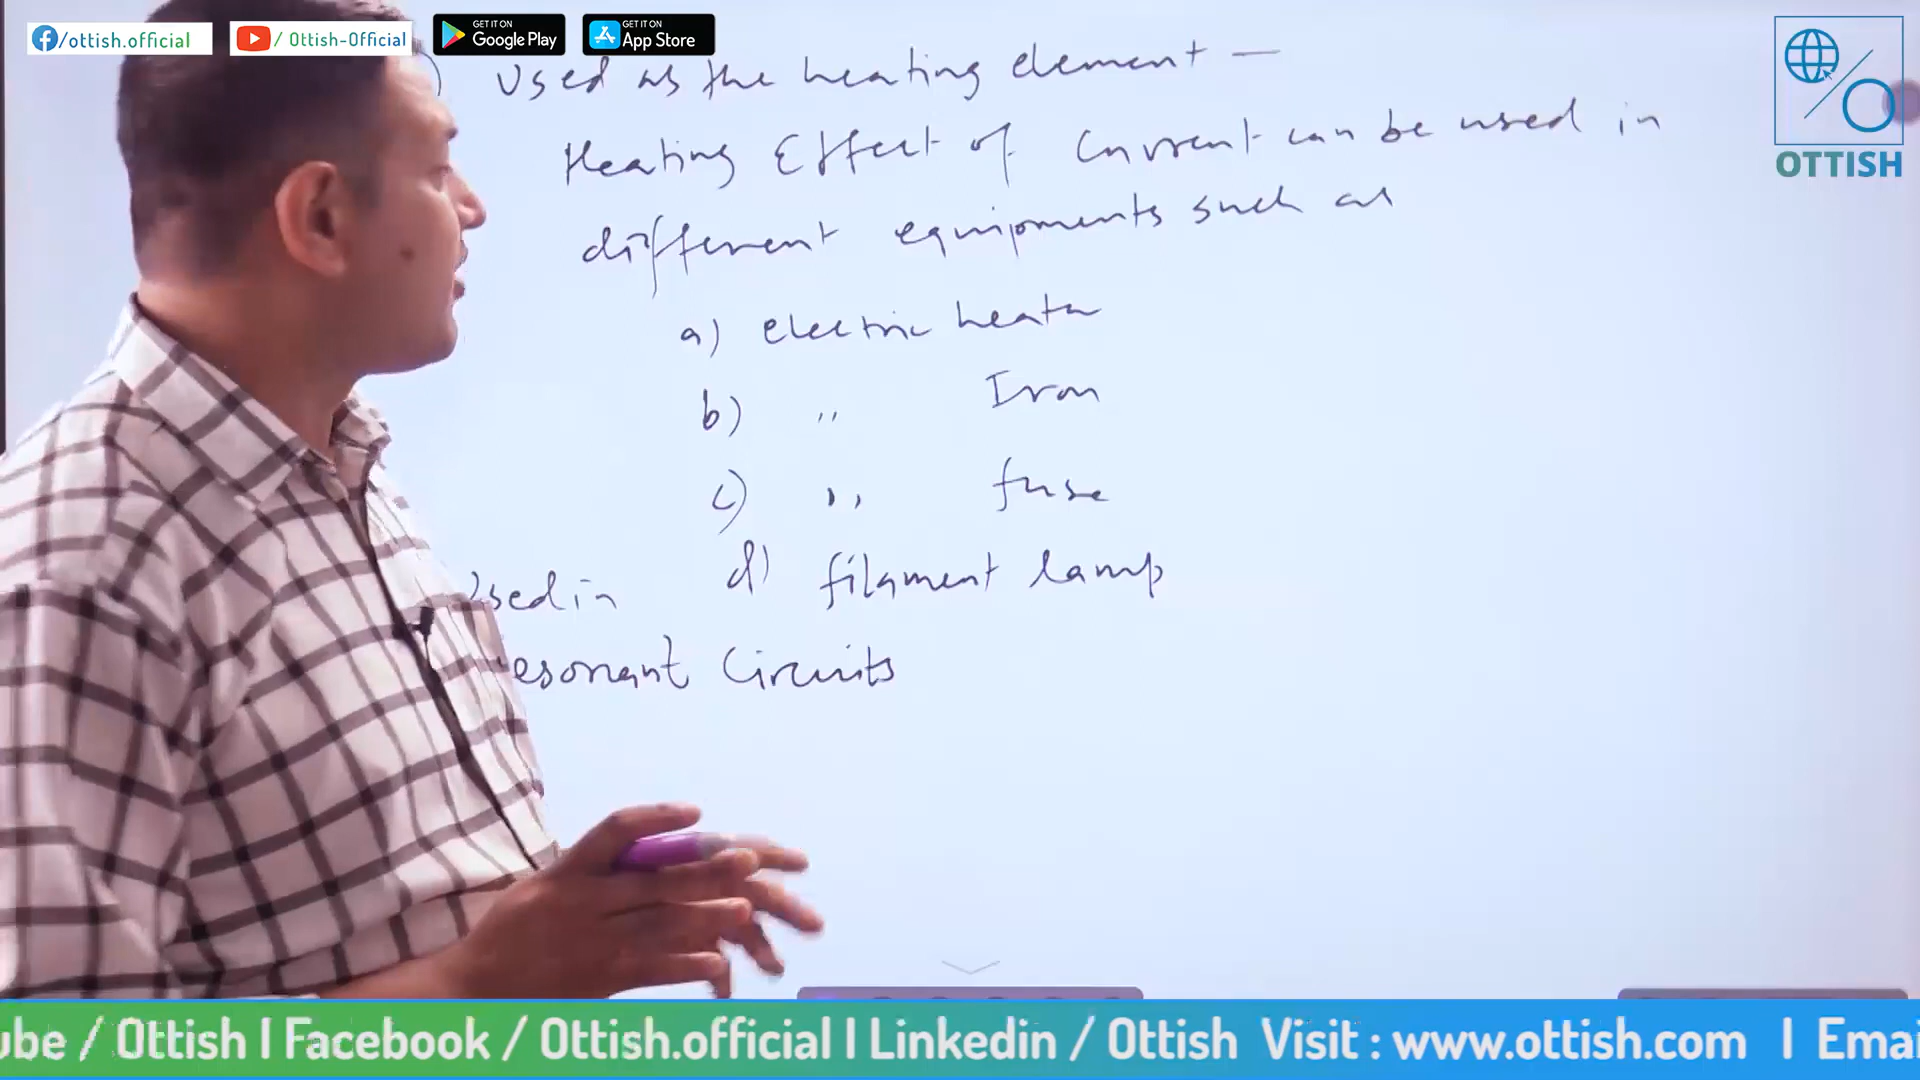 /ottish.official
/ Ottish-Official
GET IT ON
Google Play
GET IT ON
App Store
OTTISH
) Used as the heating element —
Heating Effect of Current can be used in
different equipments such as
a) electric heater
b) ,, Iron
c) ,, fuse
d) filament lamp
Used in
resonant Circuits
ube / Ottish I Facebook / Ottish.official I Linkedin / Ottish Visit : www.ottish.com I Emai